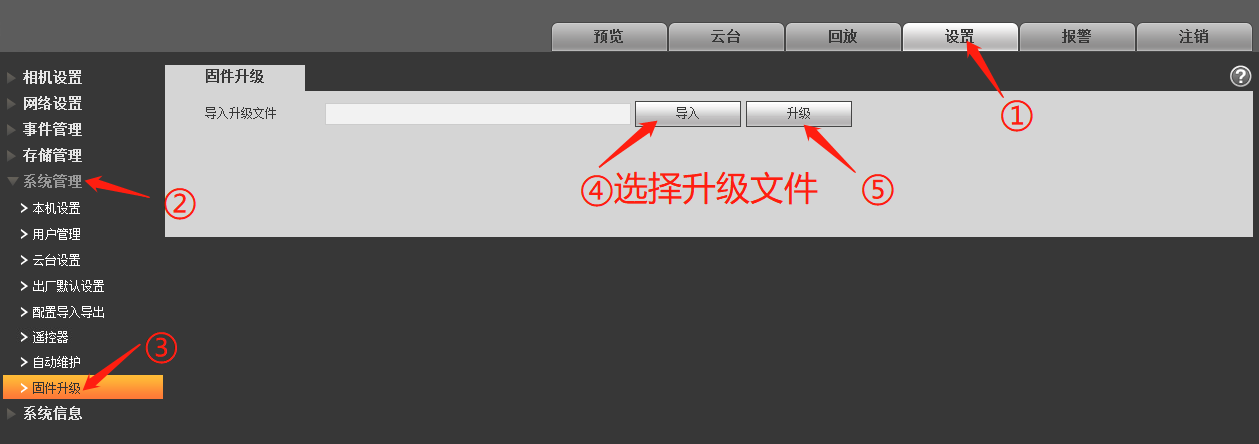 预览 云台 回放 设置 报警 注销
相机设置
网络设置
事件管理
存储管理
系统管理
本机设置
用户管理
云台设置
出厂默认设置
配置导入导出
遥控器
自动维护
固件升级
系统信息
固件升级
?
导入升级文件 导入 升级
①
②
③
④选择升级文件
⑤